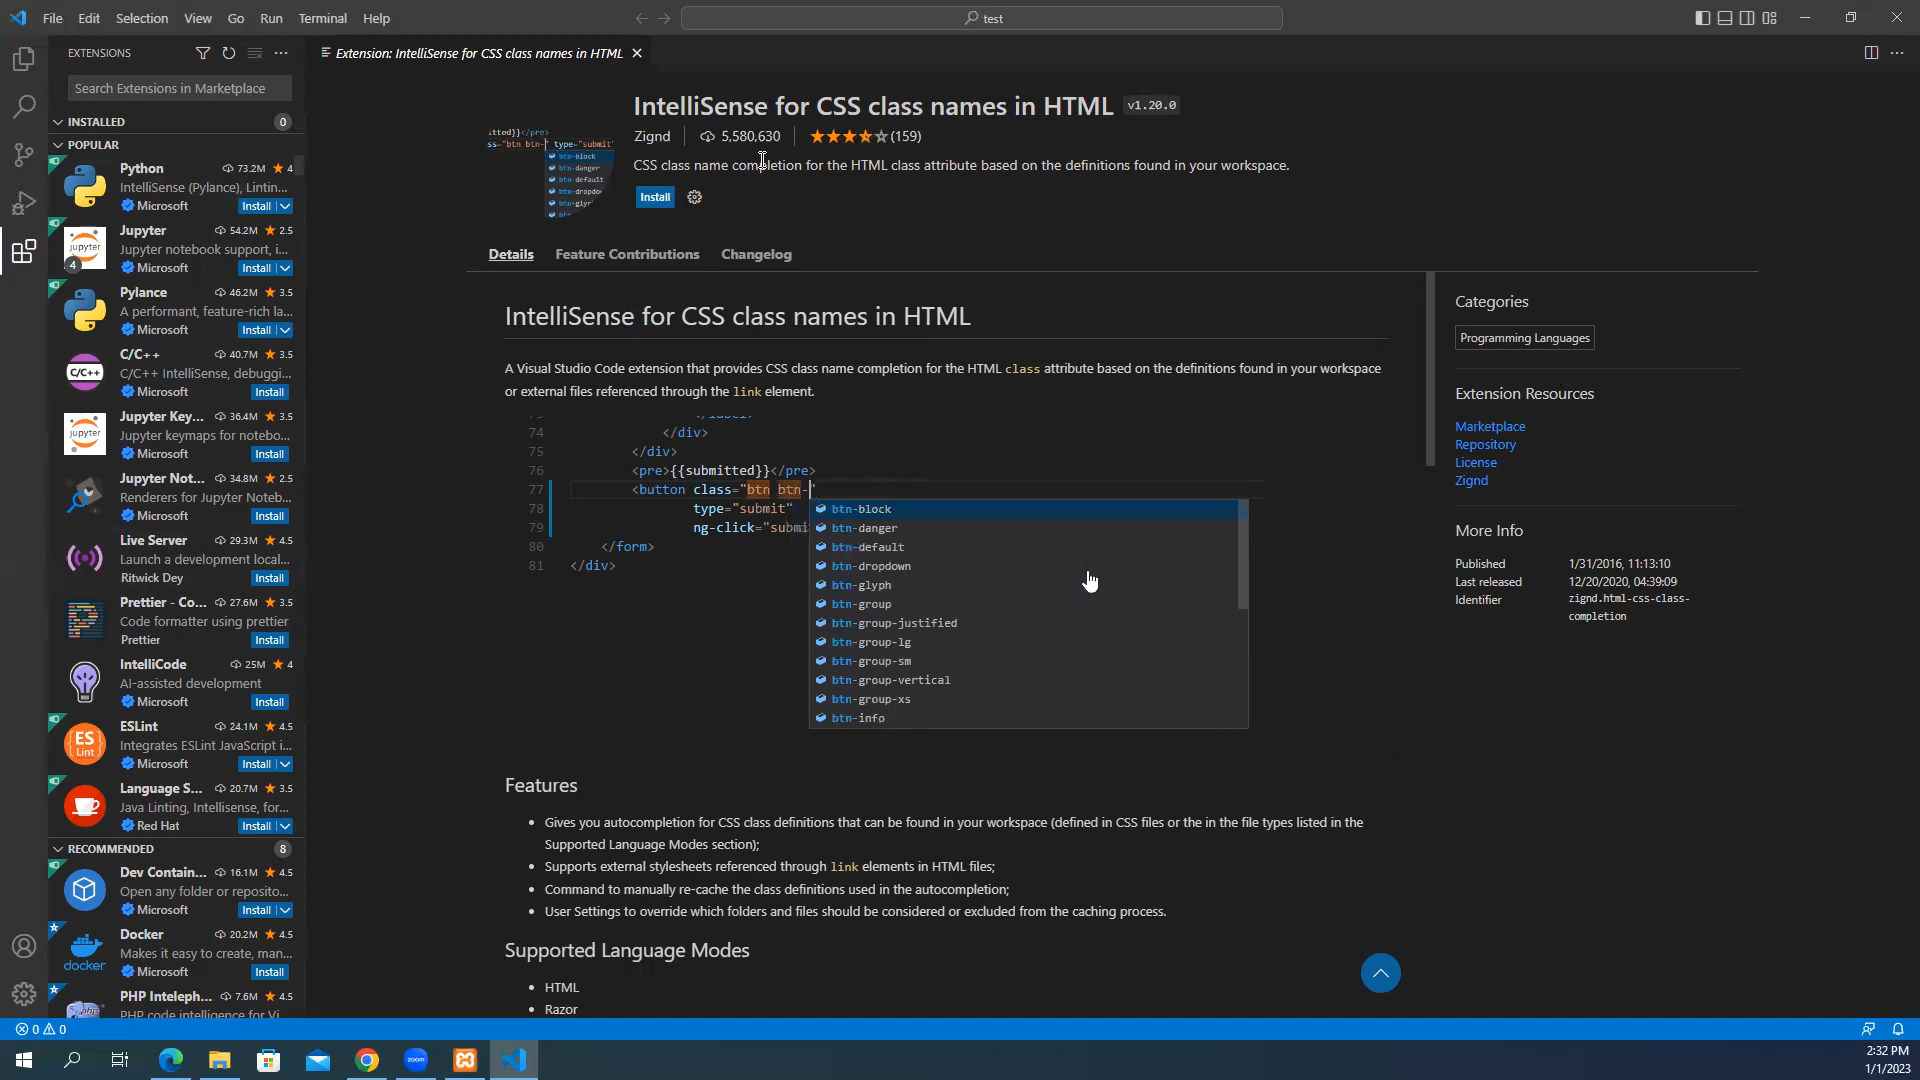 File Edit Selection View Go Run Terminal Help
test
EXTENSIONS
Search Extensions in Marketplace
INSTALLED 0
POPULAR
Python 73.2M 4
IntelliSense (Pylance), Lintin...
Microsoft Install
Jupyter 54.2M 2.5
Jupyter notebook support, i...
Microsoft Install
4
Pylance 46.2M 3.5
A performant, feature-rich la...
Microsoft Install
C/C++ 40.7M 3.5
C/C++ IntelliSense, debuggi...
Microsoft Install
Jupyter Key... 36.4M 3.5
Jupyter keymaps for notebo...
Microsoft Install
Jupyter Not... 34.8M 2.5
Renderers for Jupyter Noteb...
Microsoft Install
Live Server 29.3M 4.5
Launch a development local...
Ritwick Dey Install
Prettier - Co... 27.6M 3.5
Code formatter using prettier
Prettier Install
IntelliCode 25M 4
AI-assisted development
Microsoft Install
ESLint 24.1M 4.5
Integrates ESLint JavaScript i...
Microsoft Install
Language S... 20.7M 3.5
Java Linting, Intellisense, for...
Red Hat Install
RECOMMENDED 8
Dev Contain... 16.1M 4.5
Open any folder or reposito...
Microsoft Install
Docker 20.2M 4.5
Makes it easy to create, man...
Microsoft Install
PHP Inteleph... 7.6M 4.5
PHP code intelligence for Vi...
Extension: IntelliSense for CSS class names in HTML
IntelliSense for CSS class names in HTML v1.20.0
Zignd 5,580,630 (159)
CSS class name completion for the HTML class attribute based on the definitions found in your workspace.
Install
Details Feature Contributions Changelog
IntelliSense for CSS class names in HTML
A Visual Studio Code extension that provides CSS class name completion for the HTML class attribute based on the definitions found in your workspace
or external files referenced through the link element.
74 </div>
75 </div>
76 <pre>{{submitted}}</pre>
77 <button class="btn btn-"
78 type="submit"
79 ng-click="submi
80 </form>
81 </div>
btn-block
btn-danger
btn-default
btn-dropdown
btn-glyph
btn-group
btn-group-justified
btn-group-lg
btn-group-sm
btn-group-vertical
btn-group-xs
btn-info
Features
Gives you autocompletion for CSS class definitions that can be found in your workspace (defined in CSS files or the in the file types listed in the
Supported Language Modes section);
Supports external stylesheets referenced through link elements in HTML files;
Command to manually re-cache the class definitions used in the autocompletion;
User Settings to override which folders and files should be considered or excluded from the caching process.
Supported Language Modes
HTML
Razor
Categories
Programming Languages
Extension Resources
Marketplace
Repository
License
Zignd
More Info
Published 1/31/2016, 11:13:10
Last released 12/20/2020, 04:39:09
Identifier zignd.html-css-class-
completion
0 0
2:32 PM
1/1/2023